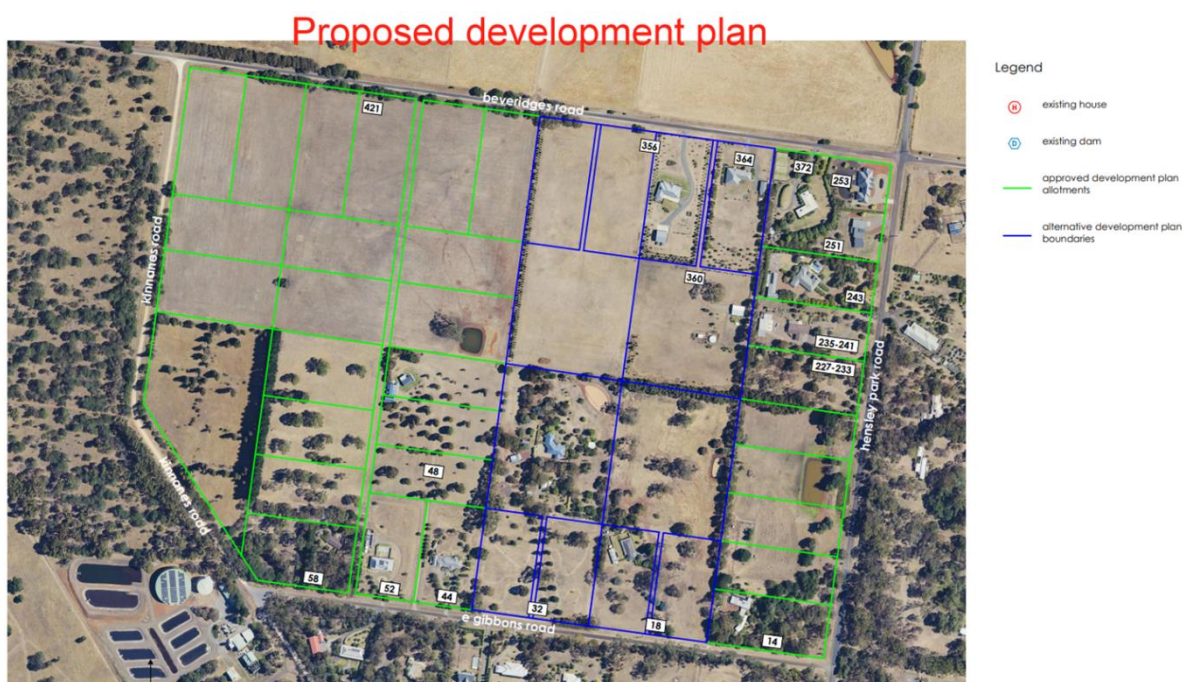 Proposed development plan
Legend
H
existing house
D
existing dam
approved development plan
allotments
alternative development plan
boundaries
beveridges road
421
356
364
372
253
251
360
243
235-241
227-233
kinnanes road
hensley park road
48
kinnanes road
58
52
44
32
18
14
e gibbons road